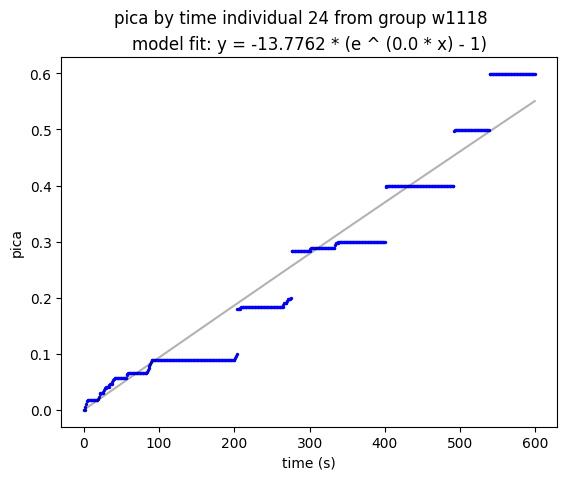 pica by time individual 24 from group w1118
model fit: y = -13.7762 * (e ^ (0.0 * x) - 1)
0.6
0.5
0.4
0.3
0.2
0.1
0.0
pica
0 100 200 300 400 500 600
time (s)